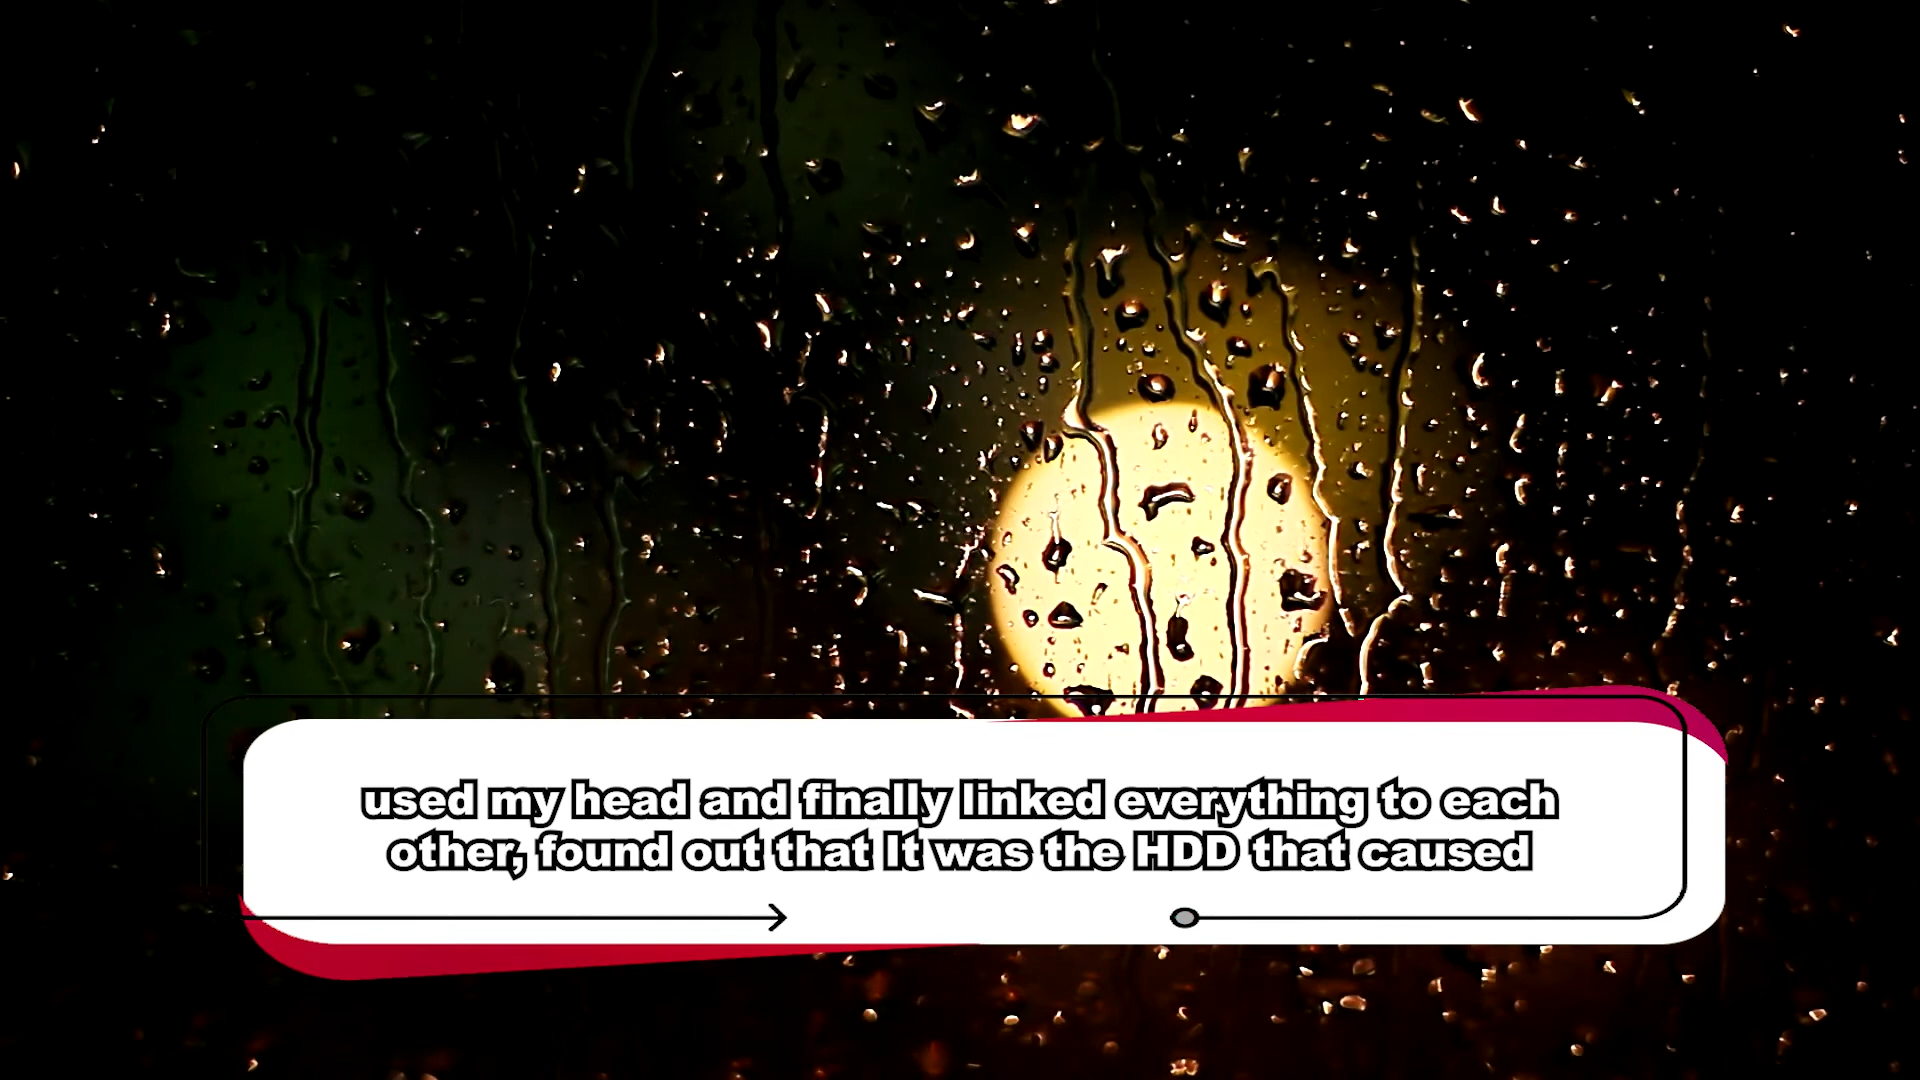 used my head and finally linked everything to each
other, found out that It was the HDD that caused